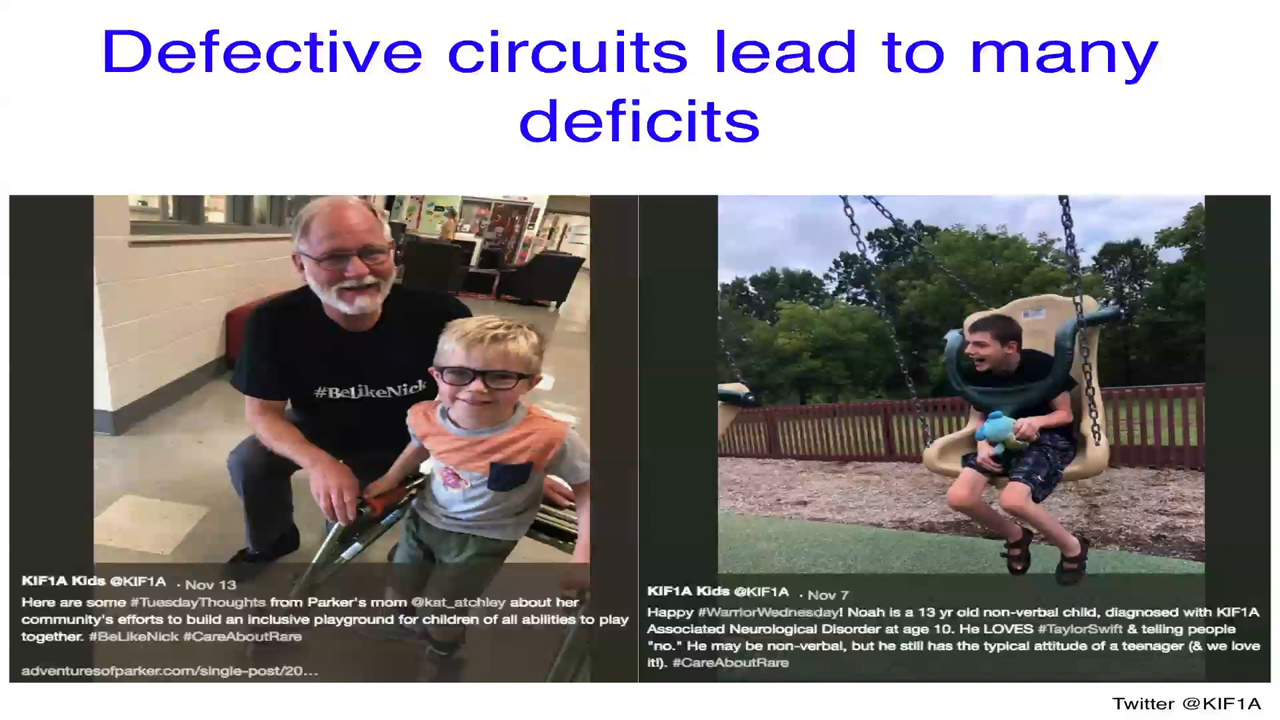 Defective circuits lead to many
deficits
#BeLikeNick
KIF1A Kids @KIF1A · Nov 13
Here are some #TuesdayThoughts from Parker's mom @kat_atchley about her
community's efforts to build an inclusive playground for children of all abilities to play
together. #BeLikeNick #CareAboutRare
adventuresofparker.com/single-post/20...
KIF1A Kids @KIF1A · Nov 7
Happy #WarriorWednesday! Noah is a 13 yr old non-verbal child, diagnosed with KIF1A
Associated Neurological Disorder at age 10. He LOVES #TaylorSwift & telling people
"no." He may be non-verbal, but he still has the typical attitude of a teenager (& we love
it!). #CareAboutRare
Twitter @KIF1A